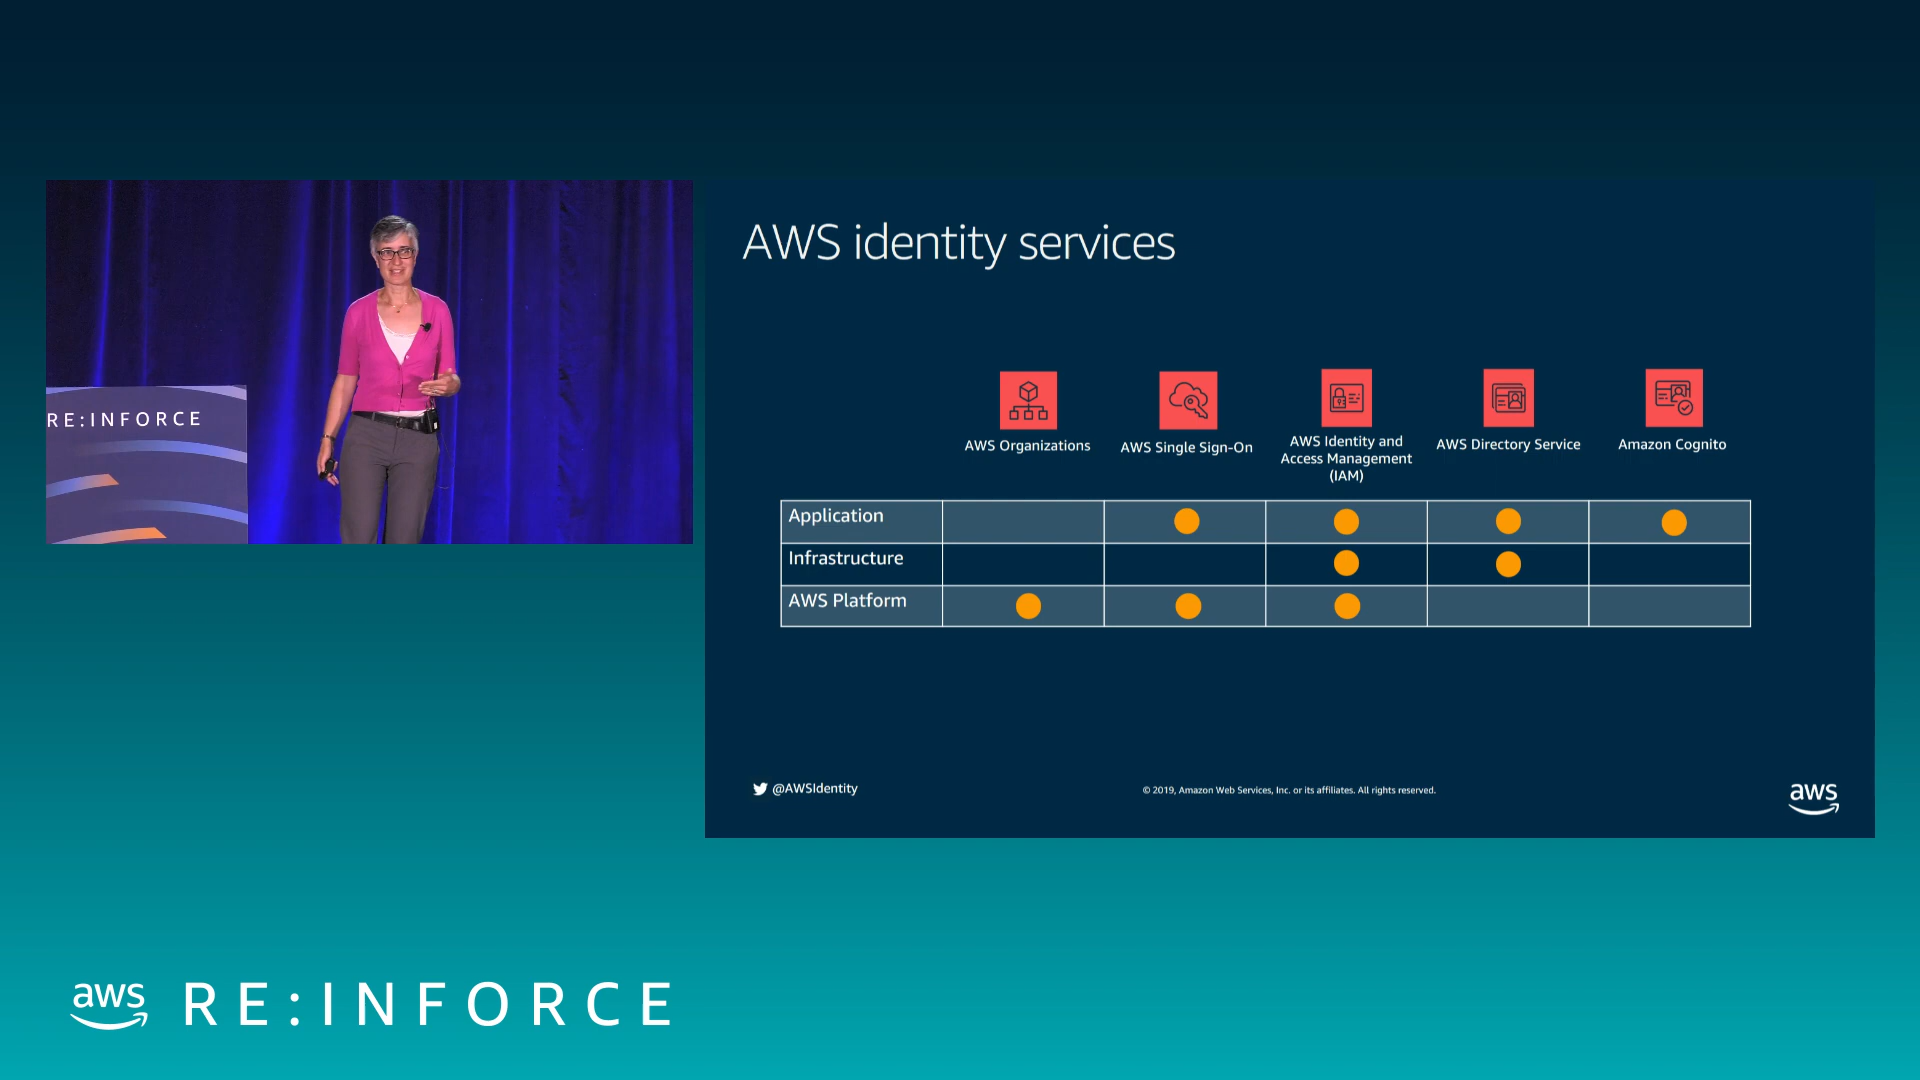 RE:INFORCE
AWS identity services
AWS Organizations
AWS Single Sign-On
AWS Identity and
Access Management
(IAM)
AWS Directory Service
Amazon Cognito
Application
Infrastructure
AWS Platform
@AWSIdentity
© 2019, Amazon Web Services, Inc. or its affiliates. All rights reserved.
aws
aws RE:INFORCE